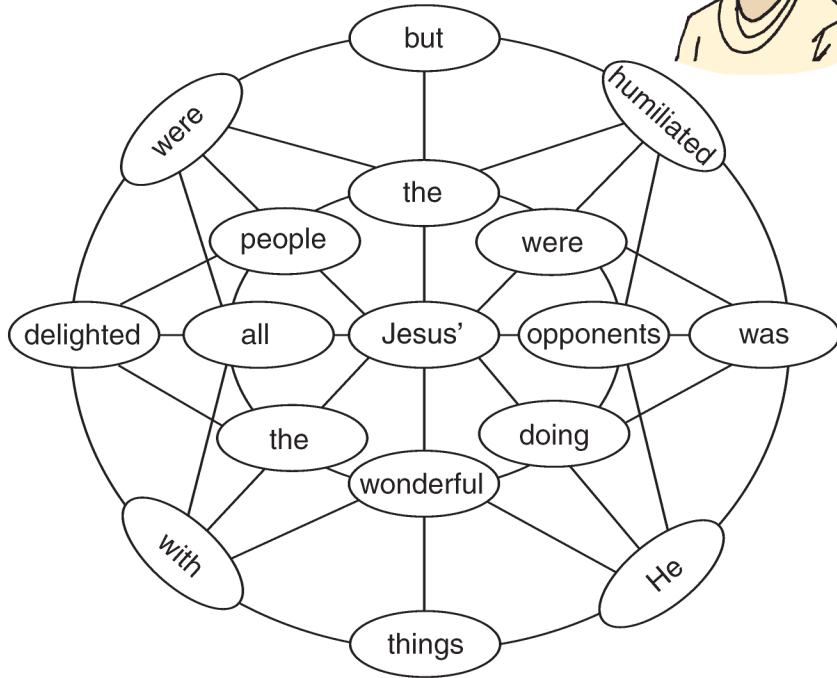 but
were
humiliated
the
people
were
delighted
all
Jesus’
opponents
was
the
doing
wonderful
with
He
things